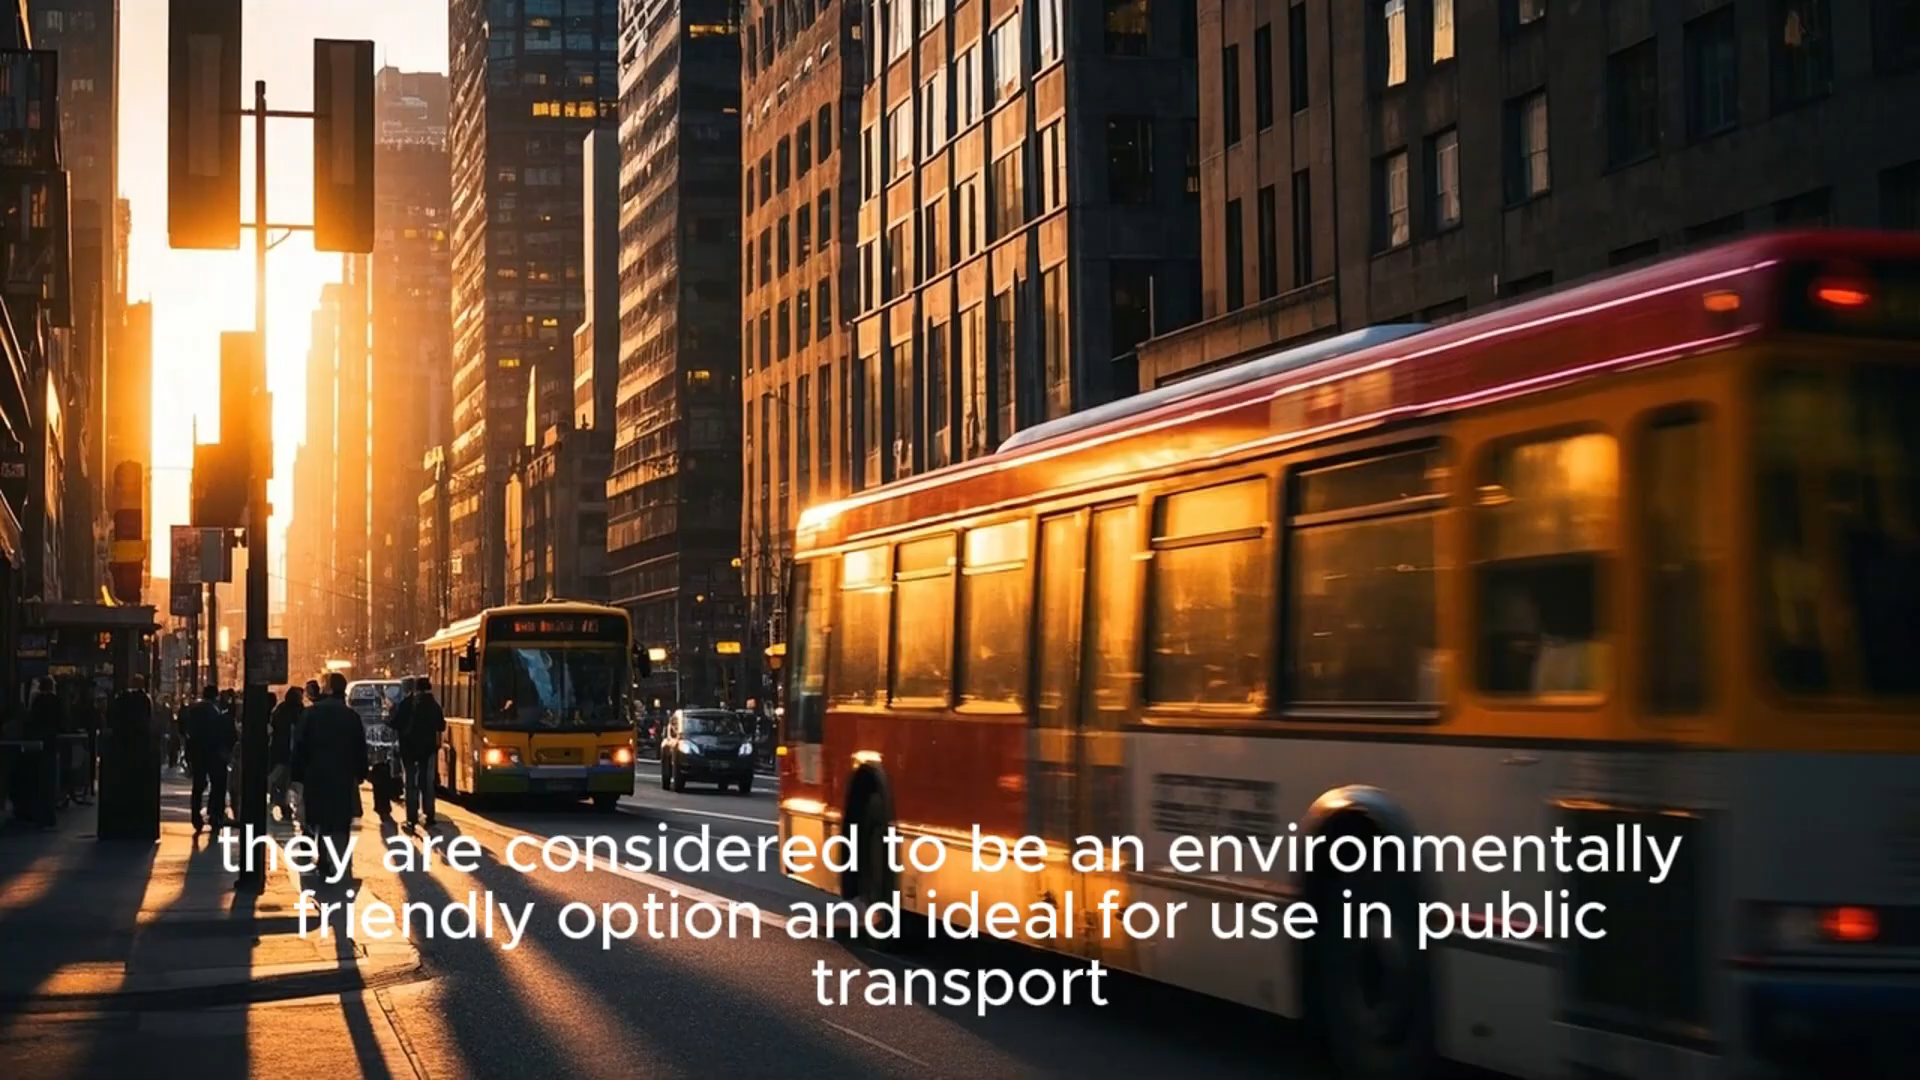 they are considered to be an environmentally
friendly option and ideal for use in public
transport